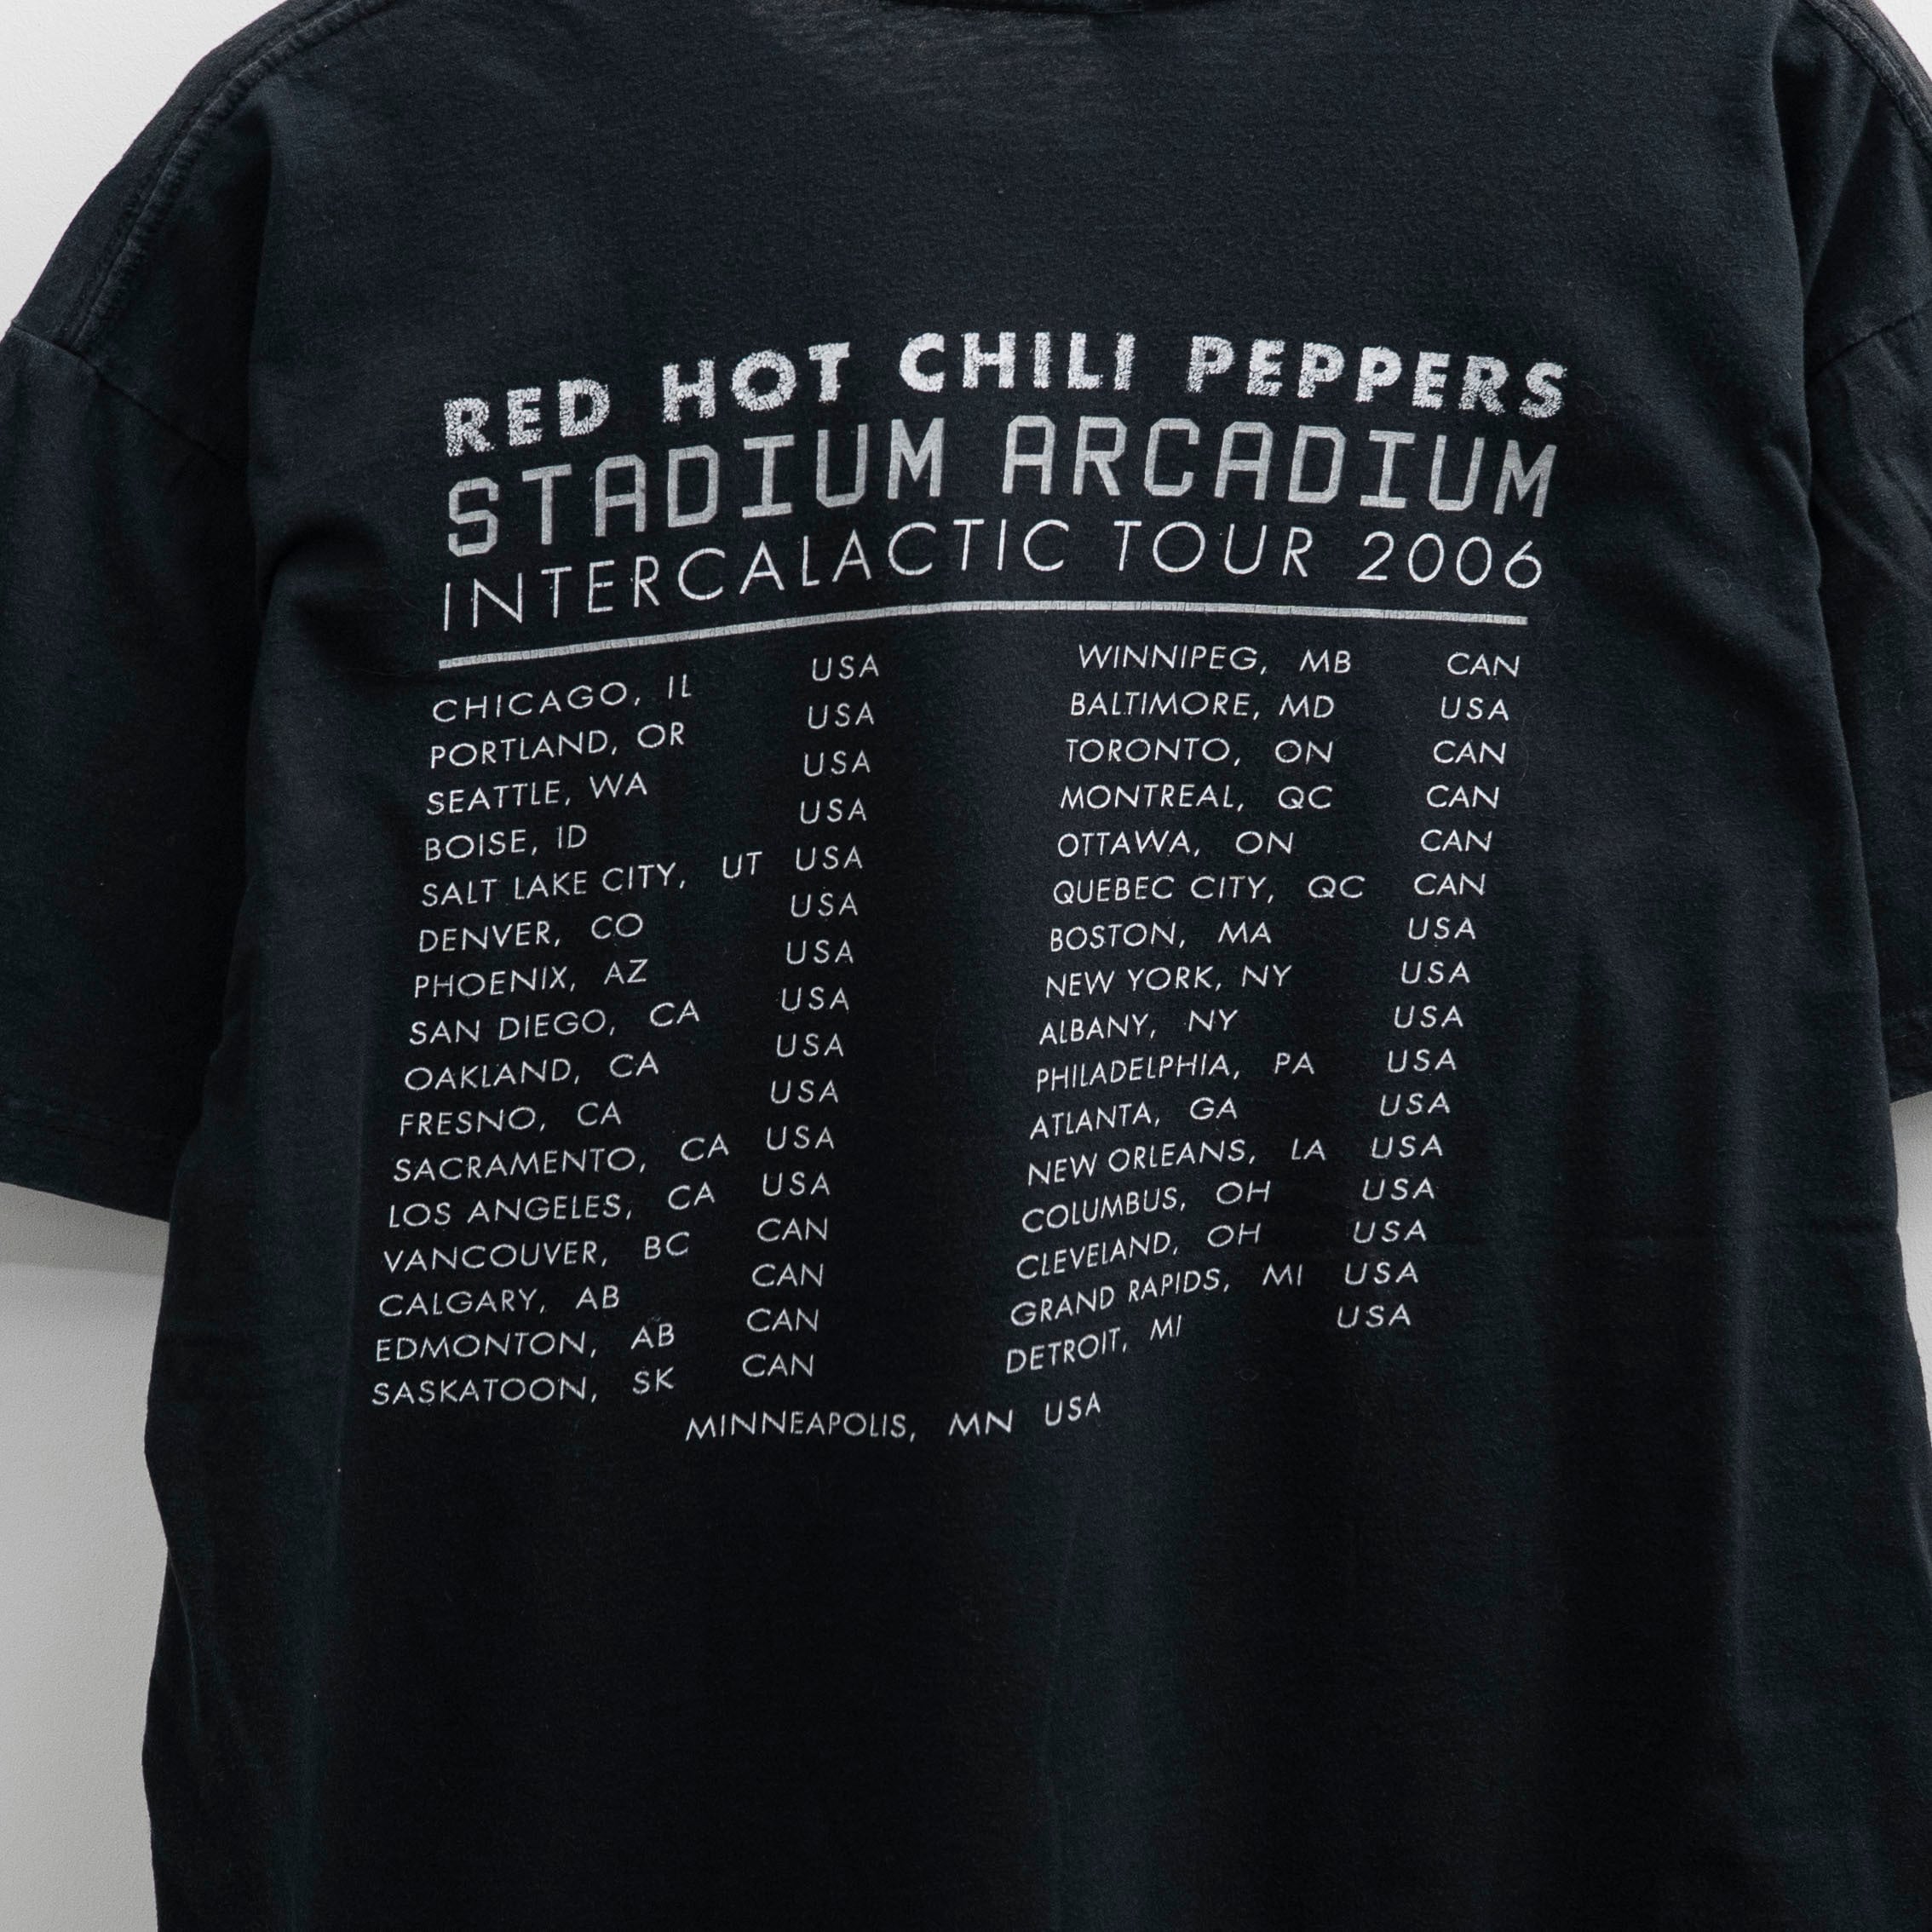 RED HOT CHILI PEPPERS
STADIUM ARCADIUM
INTERCALACTIC TOUR 2006
CHICAGO, IL USA
PORTLAND, OR USA
SEATTLE, WA USA
BOISE, ID USA
SALT LAKE CITY, UT USA
DENVER, CO USA
PHOENIX, AZ USA
SAN DIEGO, CA USA
OAKLAND, CA USA
FRESNO, CA USA
SACRAMENTO, CA USA
LOS ANGELES, CA USA
VANCOUVER, BC CAN
CALGARY, AB CAN
EDMONTON, AB CAN
SASKATOON, SK CAN
WINNIPEG, MB CAN
BALTIMORE, MD USA
TORONTO, ON CAN
MONTREAL, QC CAN
OTTAWA, ON CAN
QUEBEC CITY, QC CAN
BOSTON, MA USA
NEW YORK, NY USA
ALBANY, NY USA
PHILADELPHIA, PA USA
ATLANTA, GA USA
NEW ORLEANS, LA USA
COLUMBUS, OH USA
CLEVELAND, OH USA
GRAND RAPIDS, MI USA
DETROIT, MI USA
MINNEAPOLIS, MN USA